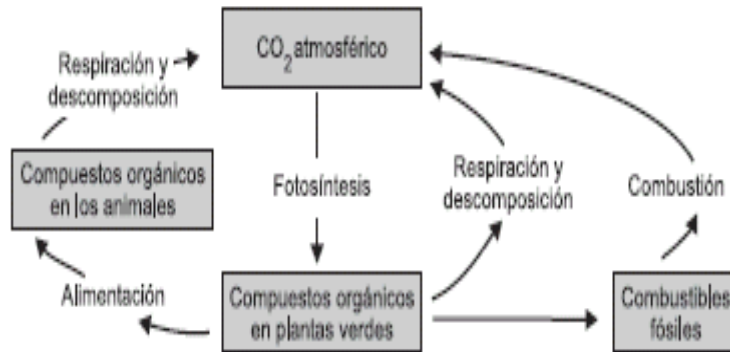 CO2 atmosférico
Respiración y
descomposición
Compuestos orgánicos
en los animales
Fotosíntesis
Respiración y
descomposición
Combustión
Alimentación
Compuestos orgánicos
en plantas verdes
Combustibles
fósiles